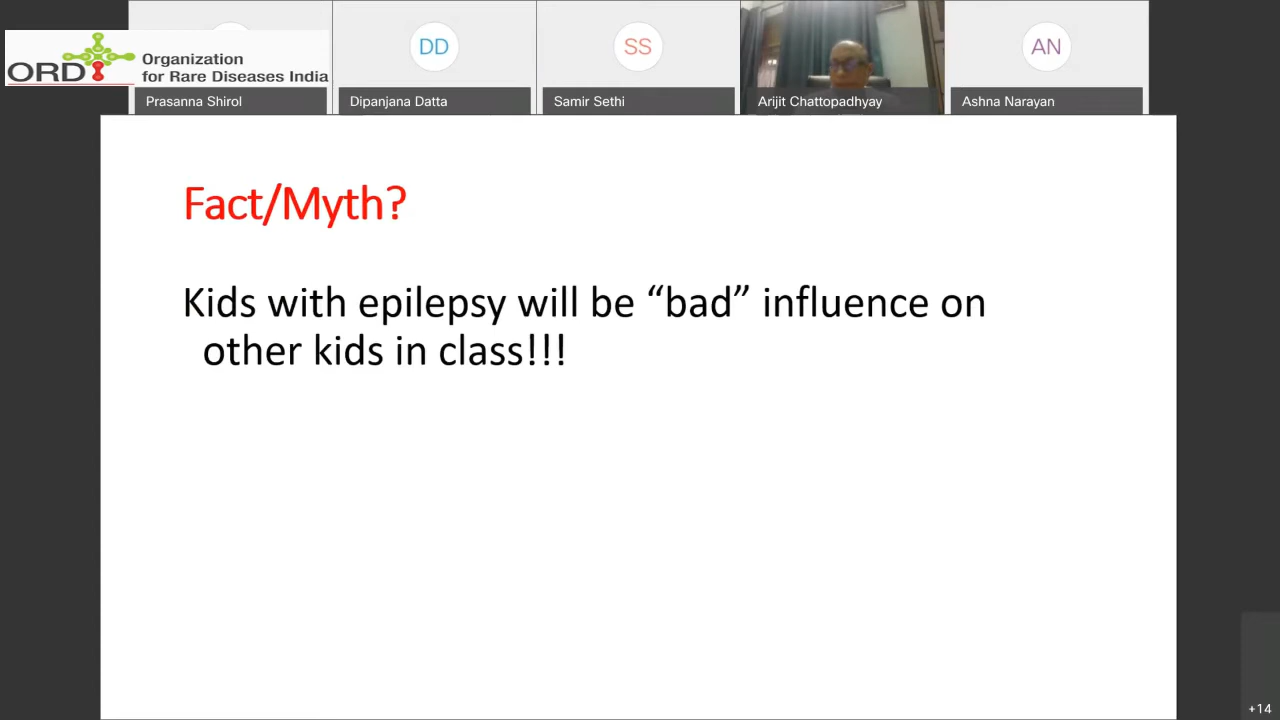 ORD
Organization
for Rare Diseases India
DD
SS
AN
Prasanna Shirol
Dipanjana Datta
Samir Sethi
Arijit Chattopadhyay
Ashna Narayan
Fact/Myth?
Kids with epilepsy will be “bad” influence on
other kids in class!!!
+14